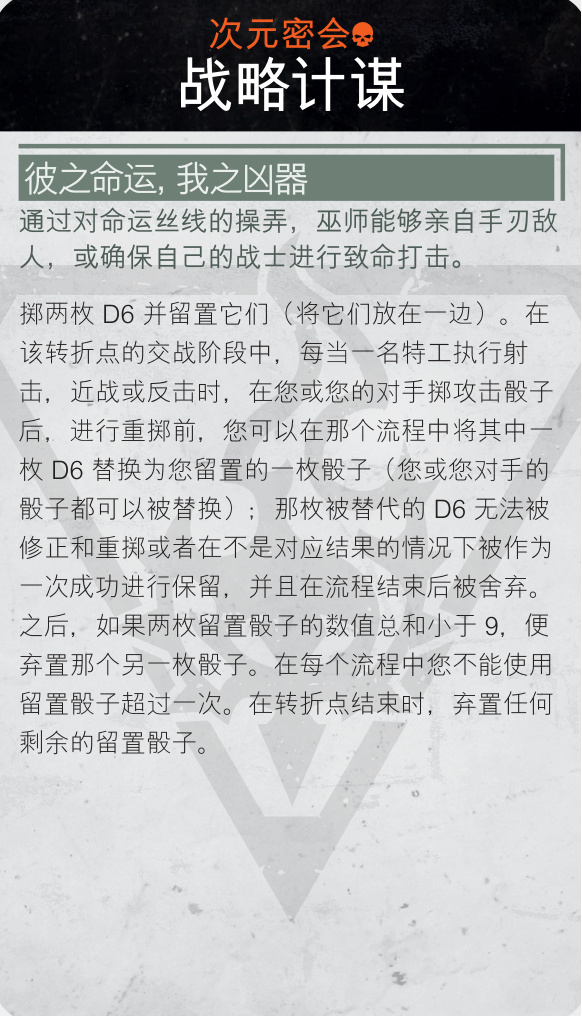 次元密会
战略计谋
彼之命运, 我之凶器
通过对命运丝线的操弄，巫师能够亲自手刃敌
人，或确保自己的战士进行致命打击。
掷两枚 D6 并留置它们（将它们放在一边）。在
该转折点的交战阶段中，每当一名特工执行射
击，近战或反击时，在您或您的对手掷攻击骰子
后，进行重掷前，您可以在那个流程中将其中一
枚 D6 替换为您留置的一枚骰子（您或您对手的
骰子都可以被替换）；那枚被替代的 D6 无法被
修正和重掷或者在不是对应结果的情况下被作为
一次成功进行保留，并且在流程结束后被舍弃。
之后，如果两枚留置骰子的数值总和小于 9，便
弃置那个另一枚骰子。在每个流程中您不能使用
留置骰子超过一次。在转折点结束时，弃置任何
剩余的留置骰子。